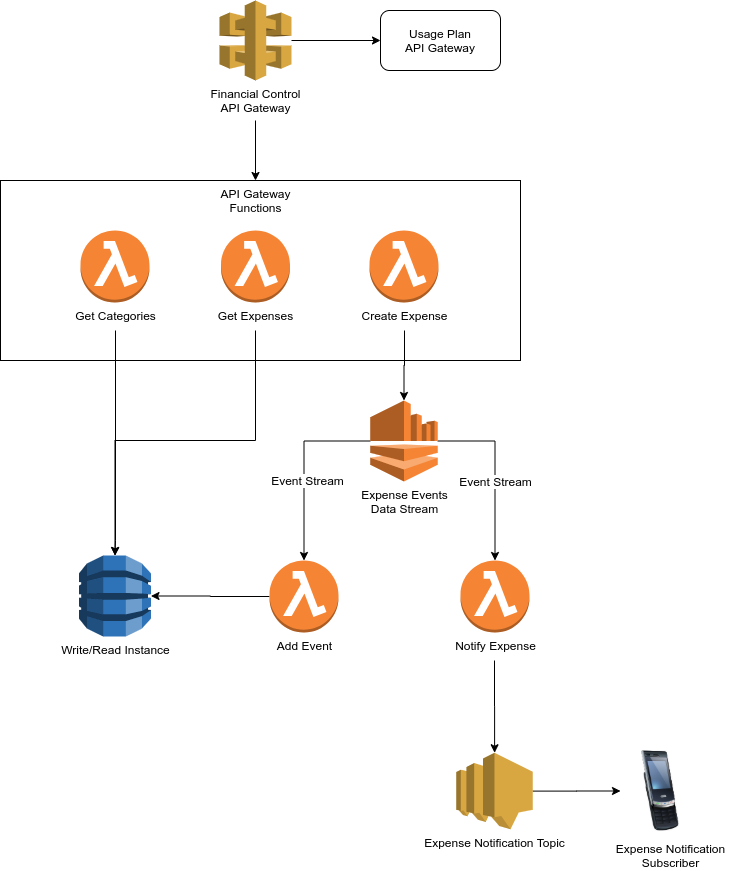 Usage Plan
API Gateway
Financial Control
API Gateway
API Gateway
Functions
Get Categories
Get Expenses
Create Expense
Event Stream
Event Stream
Expense Events
Data Stream
Write/Read Instance
Add Event
Notify Expense
Expense Notification Topic
Expense Notification
Subscriber